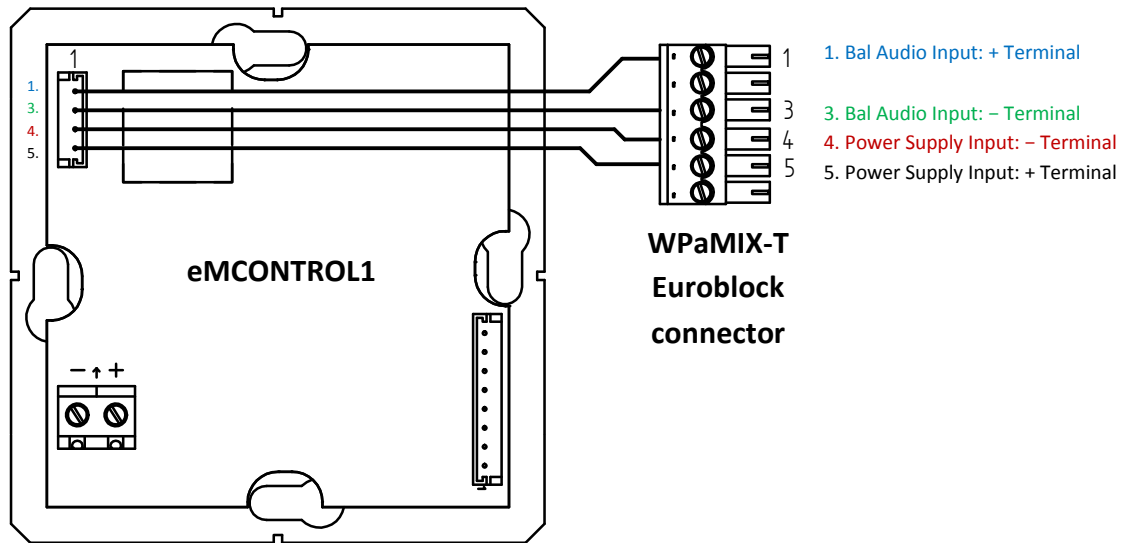 1
1.
3.
4.
5.
eMCONTROL1
− ↑ +
1
1
3
4
5
WPaMIX-T
Euroblock
connector
1. Bal Audio Input: + Terminal
3. Bal Audio Input: − Terminal
4. Power Supply Input: − Terminal
5. Power Supply Input: + Terminal